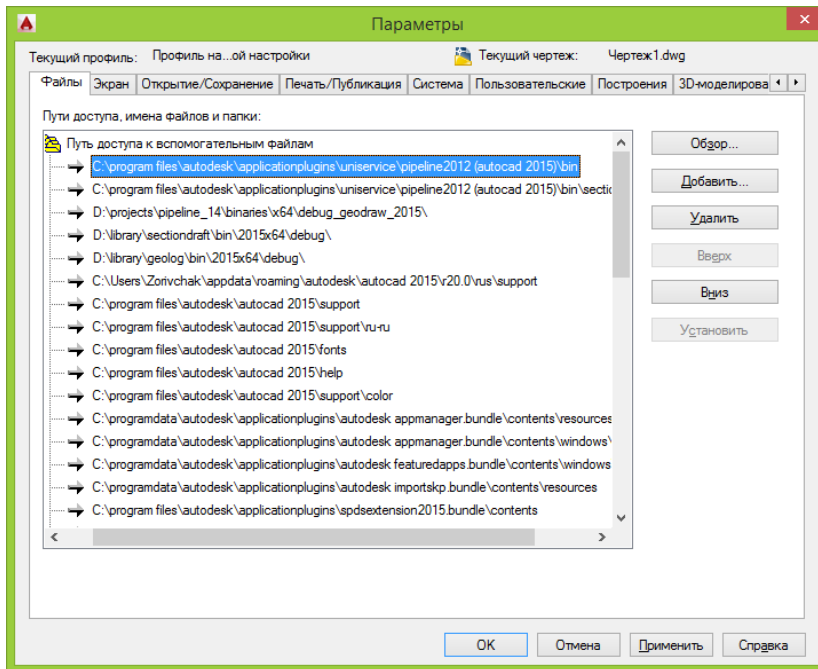 Параметры
Текущий профиль: Профиль на...ой настройки Текущий чертеж: Чертеж1.dwg
Файлы Экран Открытие/Сохранение Печать/Публикация Система Пользовательские Построения 3D-моделирова
Пути доступа, имена файлов и папки:
Путь доступа к вспомогательным файлам
C:\program files\autodesk\applicationplugins\uniservice\pipeline2012 (autocad 2015)\bin
C:\program files\autodesk\applicationplugins\uniservice\pipeline2012 (autocad 2015)\bin\sectio
D:\projects\pipeline_14\binaries\x64\debug_geodraw_2015\
D:\library\sectiondraft\bin\2015x64\debug\
D:\library\geolog\bin\2015x64\debug\
C:\Users\Zorivchak\appdata\roaming\autodesk\autocad 2015\r20.0\rus\support
C:\program files\autodesk\autocad 2015\support
C:\program files\autodesk\autocad 2015\support\ru-ru
C:\program files\autodesk\autocad 2015\fonts
C:\program files\autodesk\autocad 2015\help
C:\program files\autodesk\autocad 2015\support\color
C:\programdata\autodesk\applicationplugins\autodesk appmanager.bundle\contents\resources
C:\programdata\autodesk\applicationplugins\autodesk appmanager.bundle\contents\windows\
C:\programdata\autodesk\applicationplugins\autodesk featuredapps.bundle\contents\windows
C:\programdata\autodesk\applicationplugins\autodesk importskp.bundle\contents\resources
C:\program files\autodesk\applicationplugins\spdsextension2015.bundle\contents
Обзор...
Добавить...
Удалить
Вверх
Вниз
Установить
OK Отмена Применить Справка